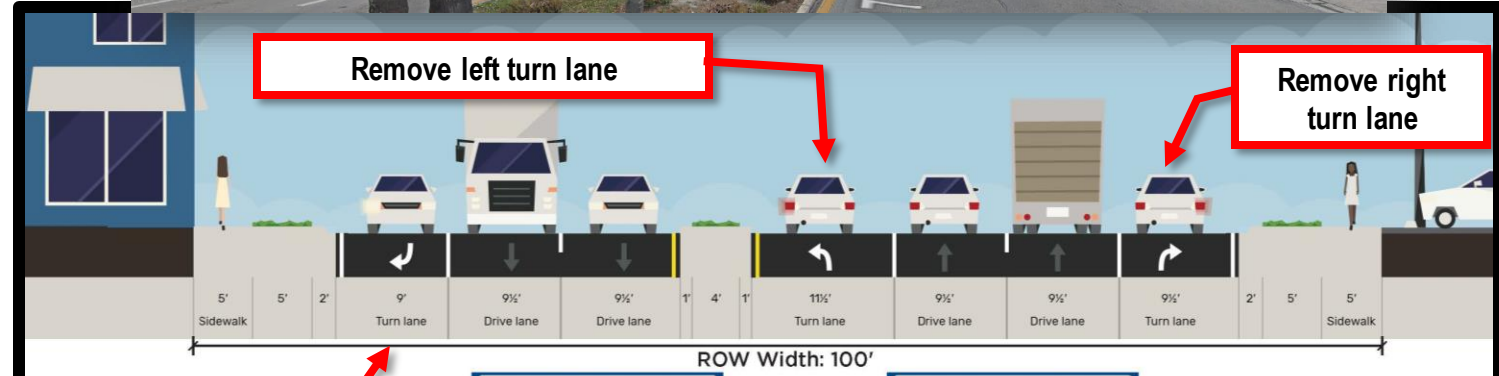 Remove left turn lane
Remove right
turn lane
5' 5' 2' 9' 9½' 9½' 1' 4' 1' 11½' 9½' 9½' 9½' 2' 5' 5'
Sidewalk Turn lane Drive lane Drive lane Turn lane Drive lane Drive lane Turn lane Sidewalk
ROW Width: 100'